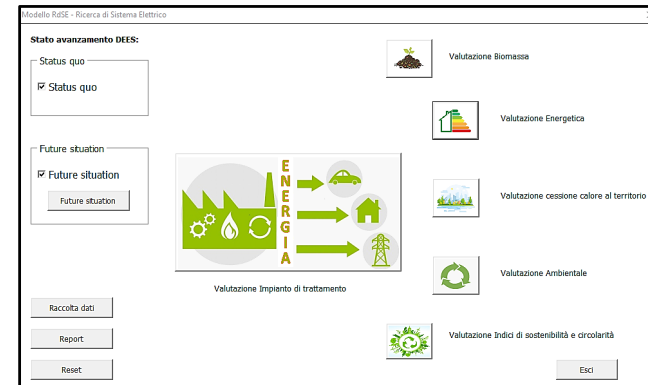 Modello RdSE - Ricerca di Sistema Elettrico
Stato avanzamento DEES:
Status quo
Status quo
Future situation
Future situation
Future situation
Raccolta dati
Report
Reset
ENERGIA
Valutazione Impianto di trattamento
Valutazione Biomassa
Valutazione Energetica
Valutazione cessione calore al territorio
Valutazione Ambientale
Valutazione Indici di sostenibilità e circolarità
Esci